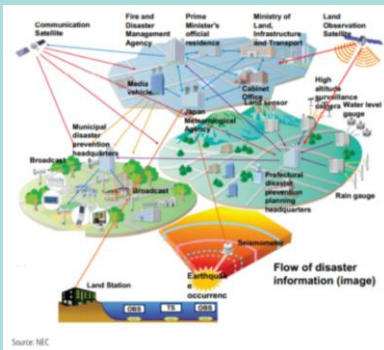 Communication
Satellite
Fire and
Disaster
Management
Agency
Prime
Minister's
official
residence
Ministry of
Land,
Infrastructure
and Transport
Land
Observation
Satellite
Media
vehicle
Cabinet
Office
Japan
Meteorological
Agency
Land sensor
High
altitude
surveillance
camera
Water level
gauge
Municipal
disaster
prevention
headquarters
Broadcast
Broadcast
Prefectural
disaster
prevention
planning
headquarters
Rain gauge
Seismometer
Earthquak
e
occurrenc
Flow of disaster
information (image)
Land Station
OBS
TS
OBS
Source: NEC